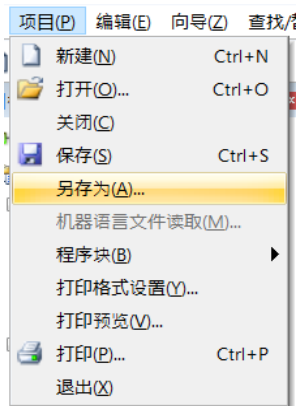 项目(P) 编辑(E) 向导(Z) 查找/
新建(N) Ctrl+N
打开(O)... Ctrl+O
关闭(C)
保存(S) Ctrl+S
另存为(A)...
机器语言文件读取(M)...
程序块(B)
打印格式设置(Y)...
打印预览(V)...
打印(P)... Ctrl+P
退出(X)